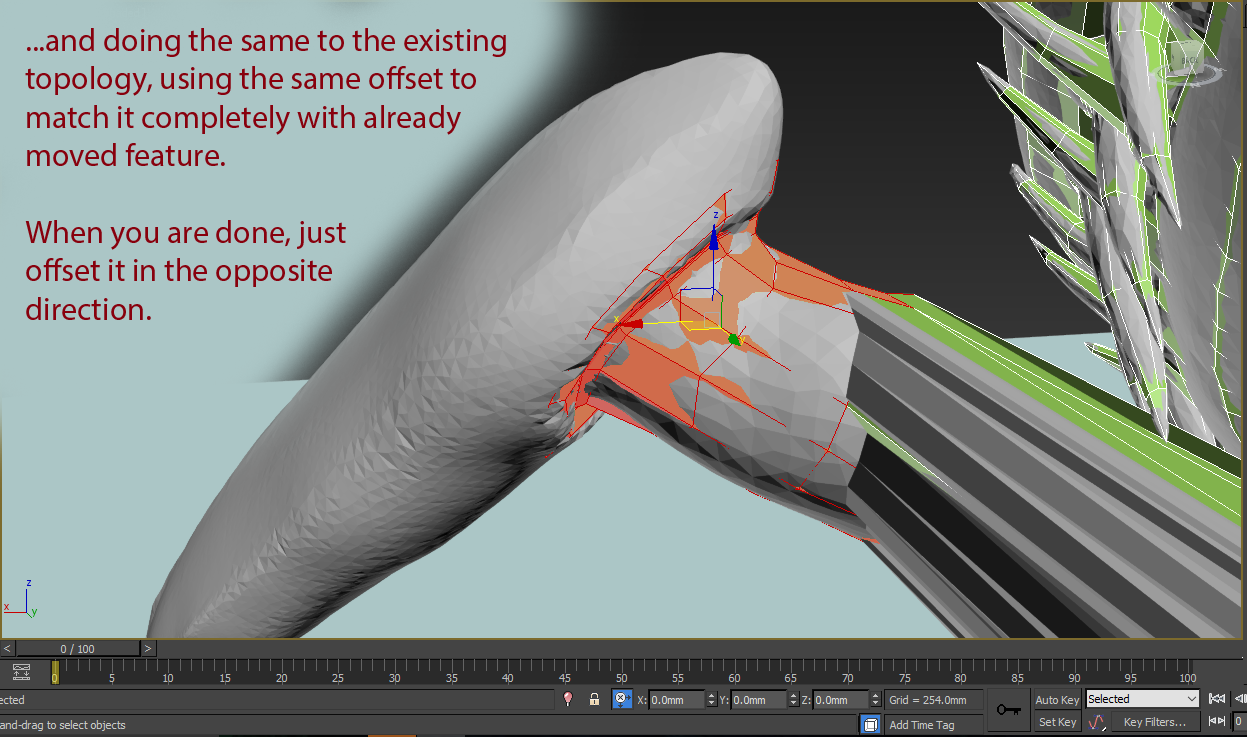 ...and doing the same to the existing
topology, using the same offset to
match it completely with already
moved feature.
When you are done, just
offset it in the opposite
direction.
z
x
y
z
x
y
< 0 / 100 >
0 5 10 15 20 25 30 35 40 45 50 55 60 65 70 75 80 85 90 95 100
ected X: 0.0mm Y: 0.0mm Z: 0.0mm Grid = 254.0mm Auto Key Selected
and-drag to select objects Add Time Tag Set Key Key Filters... 0